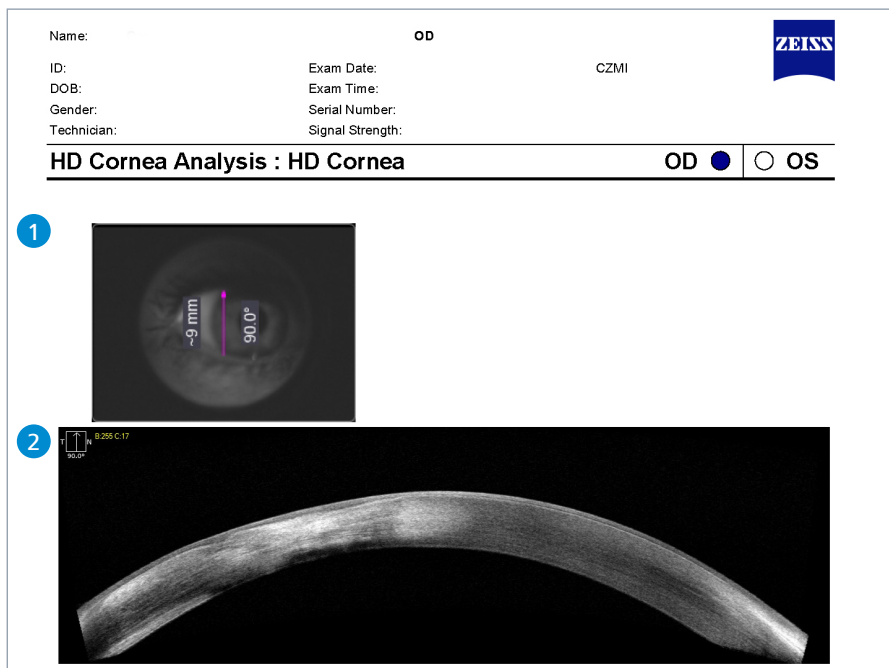 Name:
OD
ZEISS
ID:
Exam Date:
CZMI
DOB:
Exam Time:
Gender:
Serial Number:
Technician:
Signal Strength:
HD Cornea Analysis : HD Cornea
OD
OS
1
~9 mm
90.0°
2
T
N
B:255 C:17
90.0°